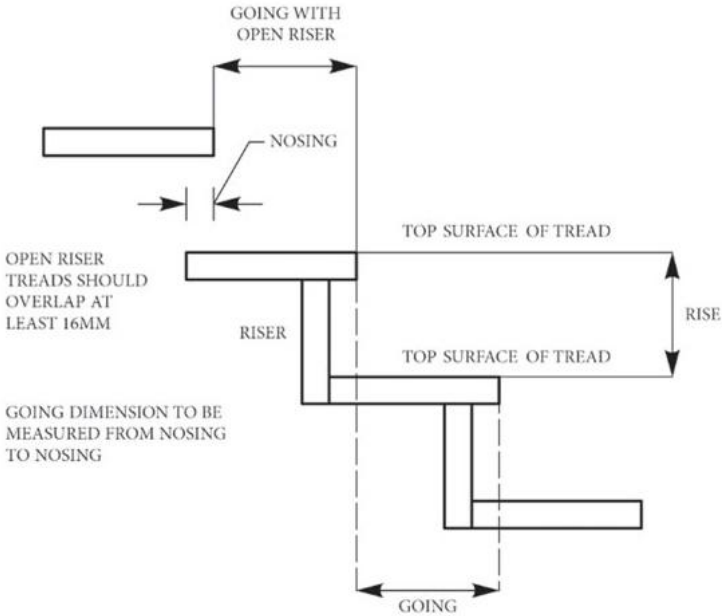 GOING WITH
OPEN RISER
NOSING
TOP SURFACE OF TREAD
OPEN RISER
TREADS SHOULD
OVERLAP AT
LEAST 16MM
RISE
RISER
TOP SURFACE OF TREAD
GOING DIMENSION TO BE
MEASURED FROM NOSING
TO NOSING
GOING